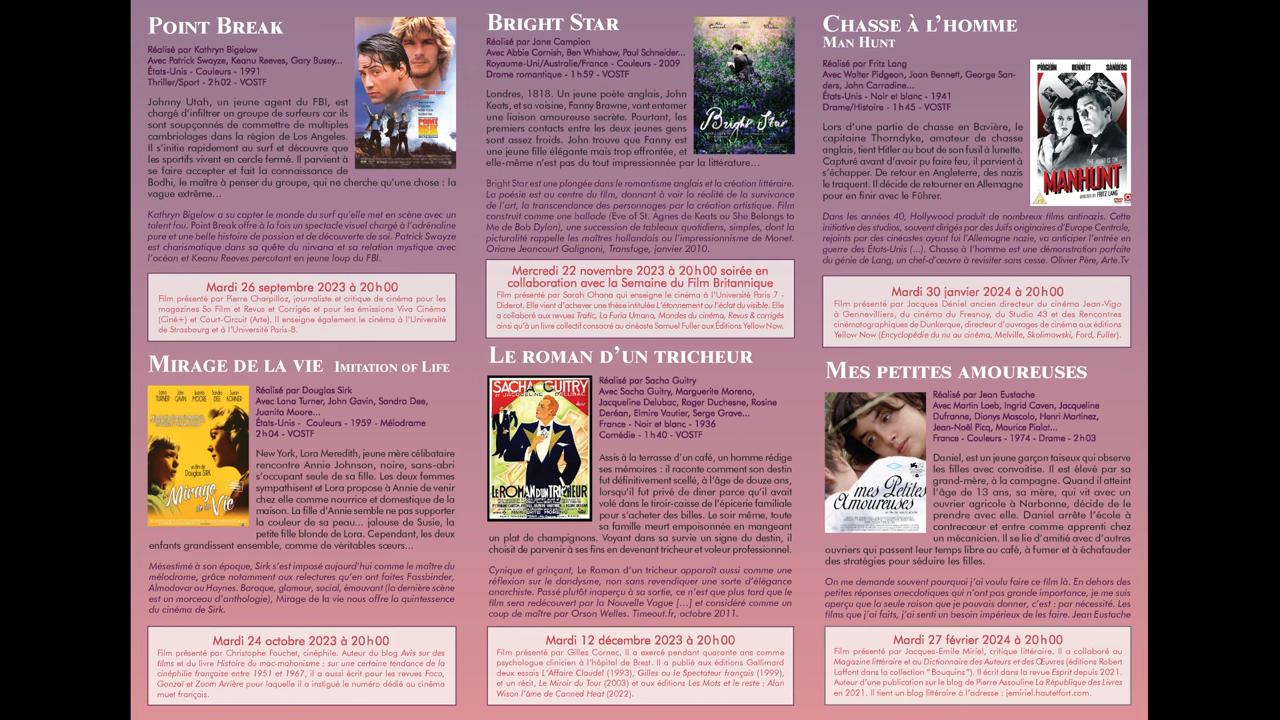 POINT BREAK
Réalisé par Kathryn Bigelow
Avec Patrick Swayze, Keanu Reeves, Gary Busey...
États-Unis - Couleurs - 1991
Thriller/Sport - 2h02 - VOSTF
Johnny Utah, un jeune agent du FBI, est
chargé d'infiltrer un groupe de surfeurs car ils
sont soupçonnés de commettre de multiples
cambriolages dans la région de Los Angeles.
Il s'initie rapidement au surf et découvre que
les sportifs vivent en cercle fermé. Il parvient à
se faire accepter et fait la connaissance de
Bodhi, le maître à penser du groupe, qui ne cherche qu'une chose : la
vague extrême...
Kathryn Bigelow a su capter le monde du surf qu'elle met en scène avec un
talent fou. Point Break offre à la fois un spectacle visuel chargé à l'adrénaline
pure et une belle histoire de passion et de découverte de soi. Patrick Swayze
est charismatique dans sa quête du nirvana et sa relation mystique avec
l'océan et Keanu Reeves percutant en jeune loup du FBI.
Mardi 26 septembre 2023 à 20h00
Film présenté par Pierre Charpilloz, journaliste et critique de cinéma pour les
magazines So Film et Revus et Corrigés et pour les émissions Viva Cinéma
(Ciné+) et Court-Circuit (Arte). Il enseigne également le cinéma à l'Université
de Strasbourg et à l'Université Paris-8.
MIRAGE DE LA VIE IMITATION OF LIFE
Réalisé par Douglas Sirk
Avec Lana Turner, John Gavin, Sandra Dee,
Juanita Moore...
États-Unis - Couleurs - 1959 - Mélodrame
2h04 - VOSTF
New York, Lora Meredith, jeune mère célibataire
rencontre Annie Johnson, noire, sans-abri
s'occupant seule de sa fille. Les deux femmes
sympathisent et Lora propose à Annie de venir
chez elle comme nourrice et domestique de la
maison. La fille d'Annie semble ne pas supporter
la couleur de sa peau... jalouse de Susie, la
petite fille blonde de Lora. Cependant, les deux
enfants grandissent ensemble, comme de véritables sœurs...
Mésestimé à son époque, Sirk s'est imposé aujourd'hui comme le maître du
mélodrame, grâce notamment aux relectures qu'en ont faites Fassbinder,
Almodovar ou Haynes. Baroque, glamour, social, émouvant (la dernière scène
est un morceau d'anthologie), Mirage de la vie nous offre la quintessence
du cinéma de Sirk.
Mardi 24 octobre 2023 à 20h00
Film présenté par Christophe Fouchet, cinéphile. Auteur du blog Avis sur des
films et du livre Histoire du mac-mahonisme : sur une certaine tendance de la
cinéphilie française entre 1951 et 1967, il a aussi écrit pour les revues Foco,
Gonzaï et Zoom Arrière pour laquelle il a instigué le numéro dédié au cinéma
muet français.
BRIGHT STAR
Réalisé par Jane Campion
Avec Abbie Cornish, Ben Whishaw, Paul Schneider...
Royaume-Uni/Australie/France - Couleurs - 2009
Drame romantique - 1h59 - VOSTF
Londres, 1818. Un jeune poète anglais, John
Keats, et sa voisine, Fanny Browne, vont entamer
une liaison amoureuse secrète. Pourtant, les
premiers contacts entre les deux jeunes gens
sont assez froids. John trouve que Fanny est
une jeune fille élégante mais trop effrontée, et
elle-même n'est pas du tout impressionnée par la littérature...
Bright Star est une plongée dans le romantisme anglais et la création littéraire.
La poésie est au centre du film, donnant à voir la réalité de la survivance
de l'art, la transcendance des personnages par la création artistique. Film
construit comme une ballade (Eve of St. Agnes de Keats ou She Belongs to
Me de Bob Dylan), une succession de tableaux quotidiens, simples, dont la
picturalité rappelle les maîtres hollandais ou l'impressionnisme de Monet.
Oriane Jeancourt Galignani, Transfuge, janvier 2010.
Mercredi 22 novembre 2023 à 20h00 soirée en
collaboration avec la Semaine du Film Britannique
Film présenté par Sarah Ohana qui enseigne le cinéma à l'Université Paris 7 -
Diderot. Elle vient d'achever une thèse intitulée L'étonnement ou l'éclat du visible. Elle
a collaboré aux revues Trafic, La Furia Umana, Mondes du cinéma, Revus & corrigés
ainsi qu'à un livre collectif consacré au cinéaste Samuel Fuller aux Éditions Yellow Now.
LE ROMAN D'UN TRICHEUR
Réalisé par Sacha Guitry
Avec Sacha Guitry, Marguerite Moreno,
Jacqueline Delubac, Roger Duchesne, Rosine
Deréan, Elmire Vautier, Serge Grave...
France - Noir et blanc - 1936
Comédie - 1h40 - VOSTF
Assis à la terrasse d'un café, un homme rédige
ses mémoires : il raconte comment son destin
fut définitivement scellé, à l'âge de douze ans,
lorsqu'il fut privé de diner parce qu'il avait
volé dans le tiroir-caisse de l'épicerie familiale
pour s'acheter des billes. Le soir même, toute
sa famille meurt empoisonnée en mangeant
un plat de champignons. Voyant dans sa survie un signe du destin, il
choisit de parvenir à ses fins en devenant tricheur et voleur professionnel.
Cynique et grinçant, Le Roman d'un tricheur apparaît aussi comme une
réflexion sur le dandysme, non sans revendiquer une sorte d'élégance
anarchiste. Passé plutôt inaperçu à sa sortie, ce n'est que plus tard que le
film sera redécouvert par la Nouvelle Vague [...] et considéré comme un
coup de maître par Orson Welles. Timeout.fr, octobre 2011.
Mardi 12 décembre 2023 à 20h00
Film présenté par Gilles Cornec. Il a exercé pendant quarante ans comme
psychologue clinicien à l'hôpital de Brest. Il a publié aux éditions Gallimard
deux essais L'Affaire Claudel (1993), Gilles ou le Spectateur français (1999),
et un récit, Le Miroir du Tour (2003) et aux éditions Les Mots et le reste ; Alan
Wison l'âme de Canned Heat (2022).
CHASSE À L'HOMME
MAN HUNT
Réalisé par Fritz Lang
Avec Walter Pidgeon, Joan Bennett, George San-
ders, John Carradine...
États-Unis - Noir et blanc - 1941
Drame/Histoire - 1h45 - VOSTF
Lors d'une partie de chasse en Bavière, le
capitaine Thorndyke, amateur de chasse
anglais, tient Hitler au bout de son fusil à lunette.
Capturé avant d'avoir pu faire feu, il parvient à
s'échapper. De retour en Angleterre, des nazis
le traquent. Il décide de retourner en Allemagne
pour en finir avec le Führer.
Dans les années 40, Hollywood produit de nombreux films antinazis. Cette
initiative des studios, souvent dirigés par des Juifs originaires d'Europe Centrale,
rejoints par des cinéastes ayant fui l'Allemagne nazie, va anticiper l'entrée en
guerre des États-Unis (...). Chasse à l'homme est une démonstration parfaite
du génie de Lang, un chef-d'œuvre à revisiter sans cesse. Olivier Père, Arte.Tv
Mardi 30 janvier 2024 à 20h00
Film présenté par Jacques Déniel ancien directeur du cinéma Jean-Vigo
à Gennevilliers, du cinéma du Fresnoy, du Studio 43 et des Rencontres
cinématographiques de Dunkerque, directeur d'ouvrages de cinéma aux éditions
Yellow Now (Encyclopédie du nu au cinéma, Melville, Skolimowski, Ford, Fuller).
MES PETITES AMOUREUSES
Réalisé par Jean Eustache
Avec Martin Loeb, Ingrid Caven, Jacqueline
Dufranne, Dionys Mascolo, Henri Martinez,
Jean-Noël Picq, Maurice Pialat...
France - Couleurs - 1974 - Drame - 2h03
Daniel, est un jeune garçon taiseux qui observe
les filles avec convoitise. Il est élevé par sa
grand-mère, à la campagne. Quand il atteint
l'âge de 13 ans, sa mère, qui vit avec un
ouvrier agricole à Narbonne, décide de le
prendre avec elle. Daniel arrête l'école à
contrecœur et entre comme apprenti chez
un mécanicien. Il se lie d'amitié avec d'autres
ouvriers qui passent leur temps libre au café, à fumer et à échafauder
des stratégies pour séduire les filles.
On me demande souvent pourquoi j'ai voulu faire ce film là. En dehors des
petites réponses anecdotiques qui n'ont pas grande importance, je me suis
aperçu que la seule raison que je pouvais donner, c'est : par nécessité. Les
films que j'ai faits, j'ai senti un besoin impérieux de les faire. Jean Eustache
Mardi 27 février 2024 à 20h00
Film présenté par Jacques-Emile Miriel, critique littéraire. Il a collaboré au
Magazine littéraire et au Dictionnaire des Auteurs et des Œuvres (éditions Robert
Laffont dans la collection "Bouquins"). Il écrit dans la revue Esprit depuis 2021.
Auteur d'une publication sur le blog de Pierre Assouline La République des Livres
en 2021. Il tient un blog littéraire à l'adresse : jemiriel.hautetfort.com.
POINT
BREAK
Bright Star
PIDGEON BENNETT SANDERS
MANHUNT
FRITZ LANG
LANA TURNER JOHN GAVIN JUANITA MOORE SANDRA DEE SUSAN KOHNER
un film de
Douglas Sirk
Mirage
de la Vie
SACHA GUITRY
JACQUELINE DELUBAC
LE ROMAN D'UN TRICHEUR
mes Petites
Amoureuses